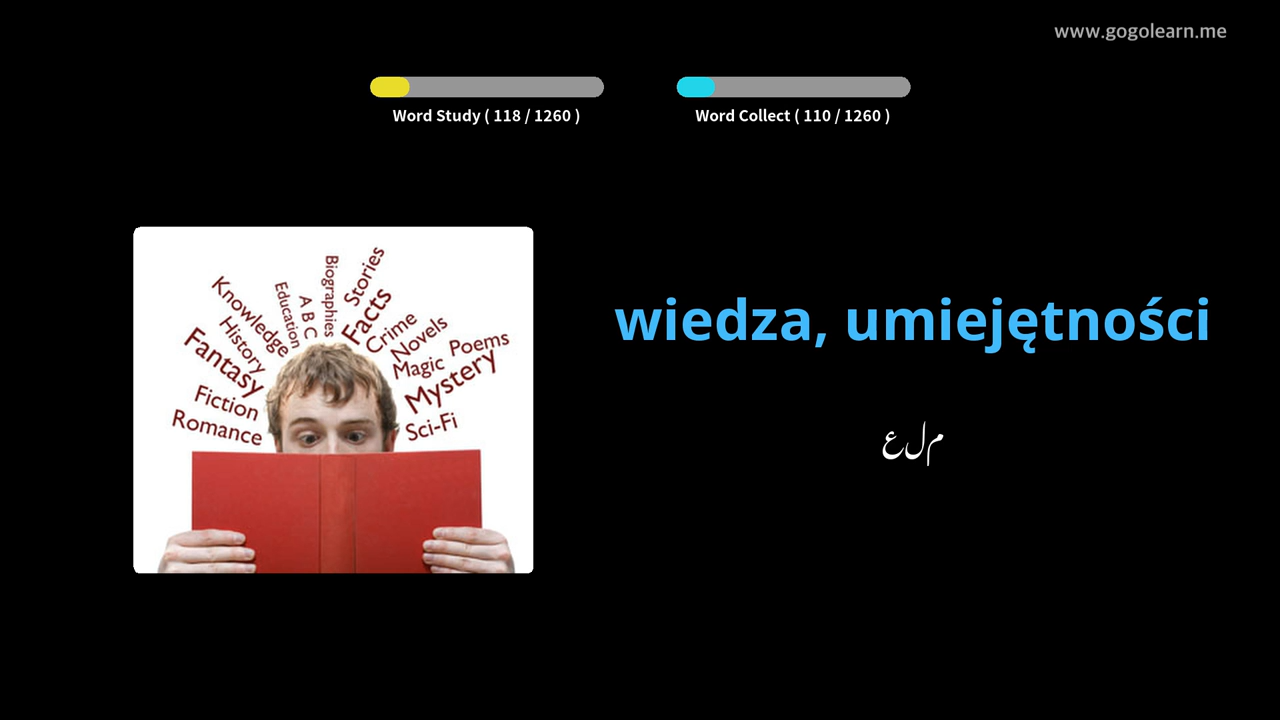 www.gogolearn.me
Word Study ( 118 / 1260 )
Word Collect ( 110 / 1260 )
Knowledge
History
Fantasy
Fiction
Romance
Education
A B C
Biographies
Stories
Facts
Crime
Novels
Magic
Poems
Mystery
Sci-Fi
wiedza, umiejętności
علم